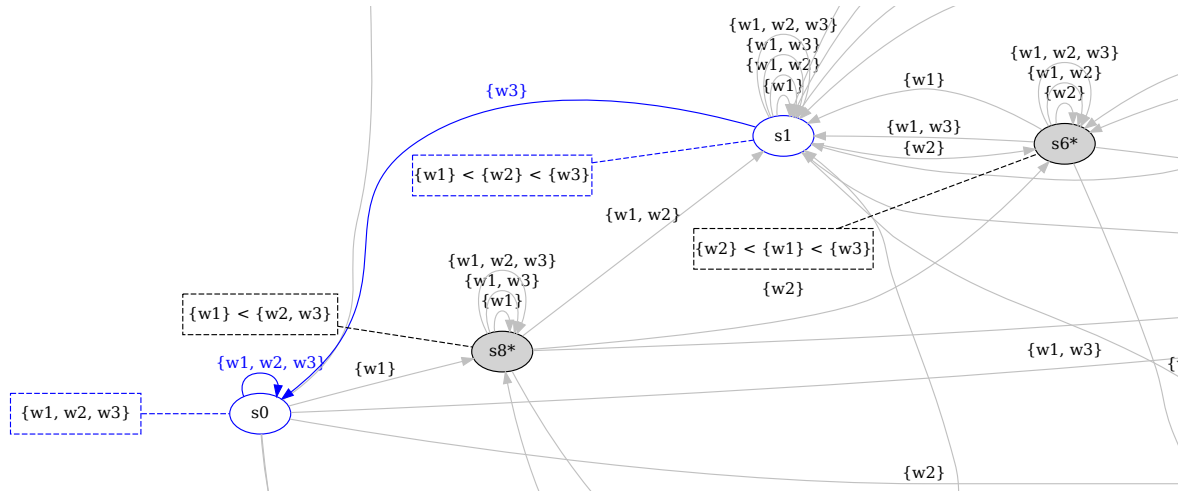 {w1, w2, w3}
{w1, w3}
{w1, w2}
{w1}
{w1, w2, w3}
{w1, w2}
{w2}
{w3}
{w1}
{w1, w3}
{w2}
s1
s6*
{w1} < {w2} < {w3}
{w1, w2}
{w2} < {w1} < {w3}
{w1, w2, w3}
{w1, w3}
{w1}
{w2}
{w1} < {w2, w3}
s8*
{w1, w2, w3}
{w1}
{w1, w3}
{w1, w2, w3}
s0
{w2}